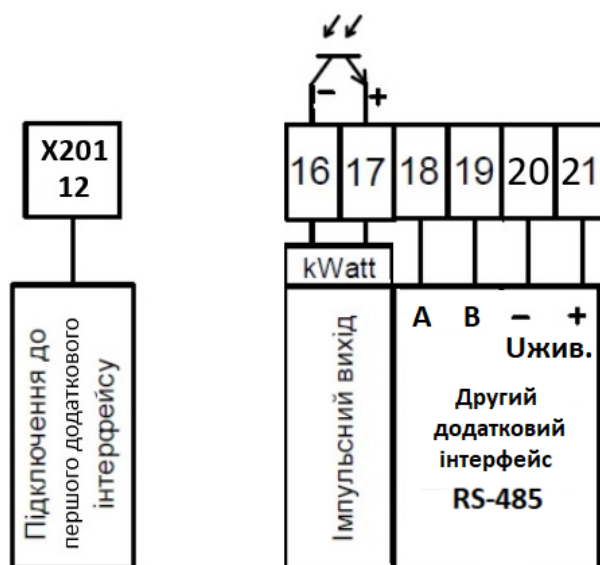 − +
X201
12
16 17 18 19 20 21
kWatt
Підключення до
першого додаткового
інтерфейсу
Імпульсний вихід
A B − +
Uжив.
Другий
додатковий
інтерфейс
RS-485